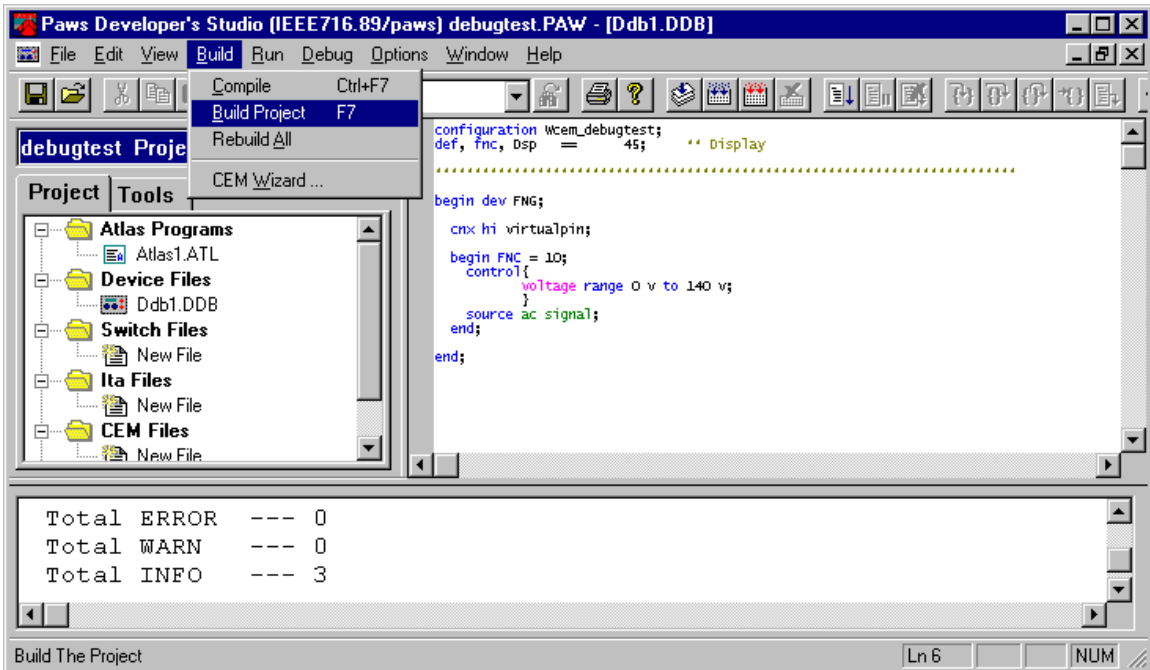 Paws Developer's Studio (IEEE716.89/paws) debugtest.PAW - [Ddb1.DDB]
File Edit View Build Run Debug Options Window Help
Compile Ctrl+F7
Build Project F7
Rebuild All
CEM Wizard ...
debugtest Proje
Project Tools
Atlas Programs
Atlas1.ATL
Device Files
Ddb1.DDB
Switch Files
New File
Ita Files
New File
CEM Files
New File
configuration Wcem_debugtest;
def, fnc, Dsp == 45; '' Display
begin dev FNG;
cnx hi virtualpin;
begin FNC = 10;
control{
voltage range 0 v to 140 v;
}
source ac signal;
end;
end;
Total ERROR --- 0
Total WARN --- 0
Total INFO --- 3
Build The Project
Ln 6
NUM